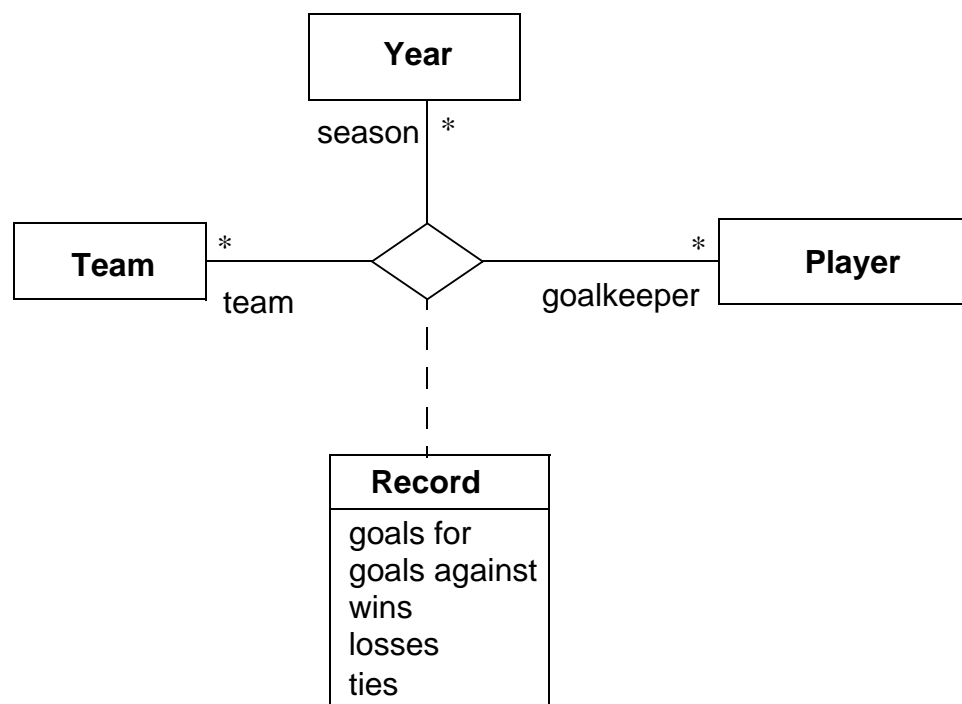 Year
season *
Team
*
team
*
goalkeeper
Player
Record
goals for
goals against
wins
losses
ties